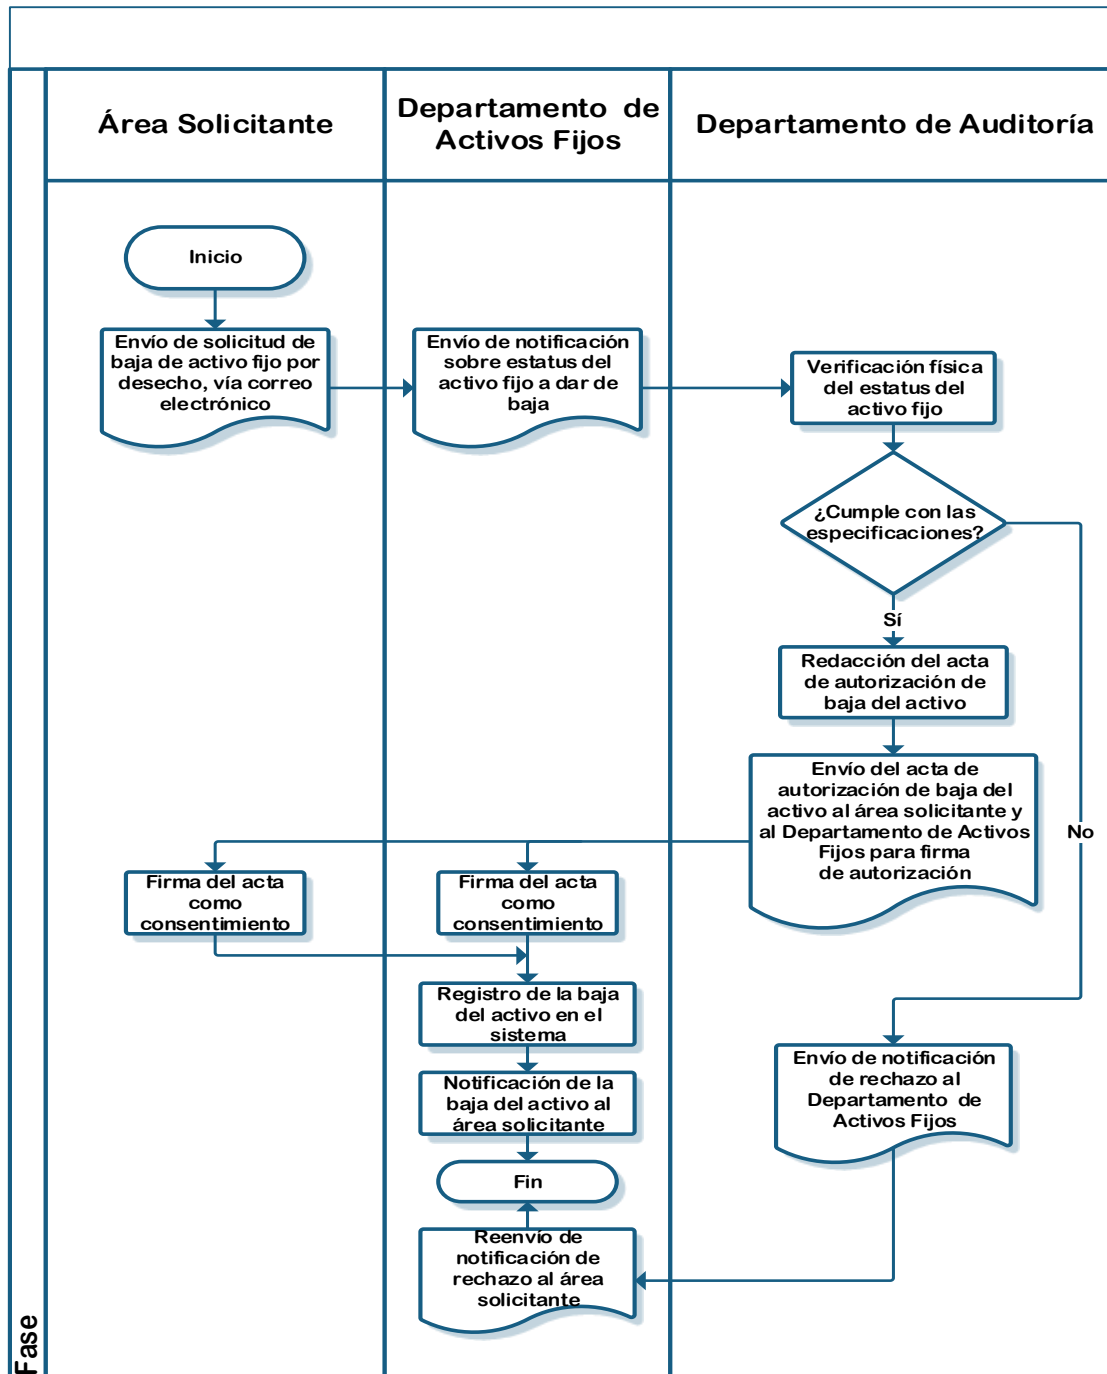 Área Solicitante
Departamento de
Activos Fijos
Departamento de Auditoría
Inicio
Envío de solicitud de
baja de activo fijo por
desecho, vía correo
electrónico
Envío de notificación
sobre estatus del
activo fijo a dar de
baja
Verificación física
del estatus del
activo fijo
¿Cumple con las
especificaciones?
Sí
No
Redacción del acta
de autorización de
baja del activo
Envío del acta de
autorización de baja del
activo al área solicitante y
al Departamento de Activos
Fijos para firma
de autorización
Firma del acta
como
consentimiento
Firma del acta
como
consentimiento
Registro de la baja
del activo en el
sistema
Notificación de la
baja del activo al
área solicitante
Fin
Envío de notificación
de rechazo al
Departamento de
Activos Fijos
Reenvío de
notificación de
rechazo al área
solicitante
Fase